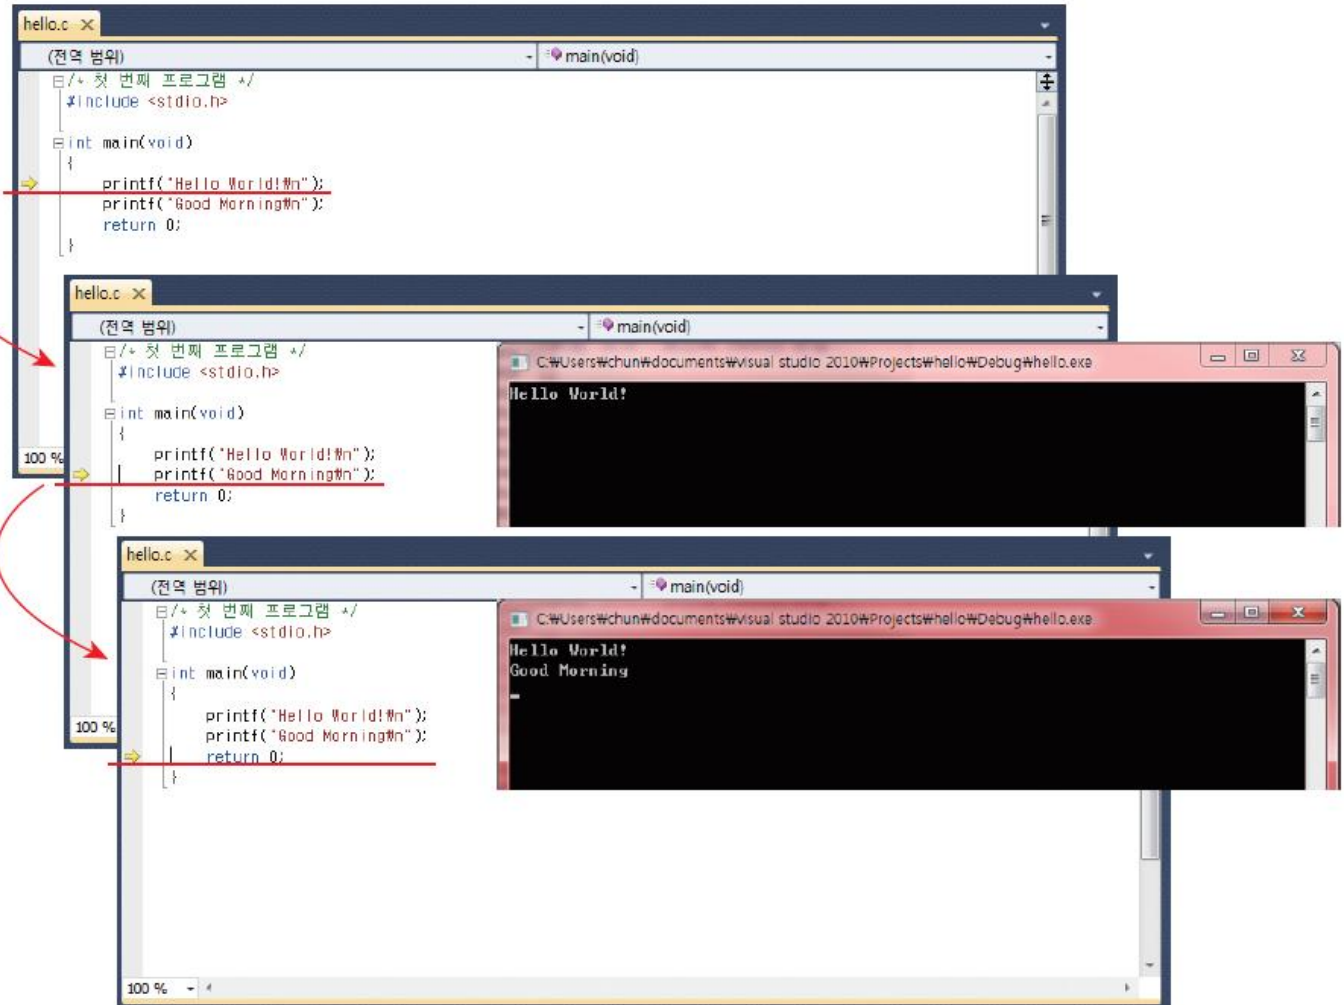 hello.c
(전역 범위)
main(void)
/* 첫 번째 프로그램 */
#include <stdio.h>
int main(void)
{
printf("Hello World!₩n");
printf("Good Morning₩n");
return 0;
}
100 %
hello.c
(전역 범위)
main(void)
/* 첫 번째 프로그램 */
#include <stdio.h>
int main(void)
{
printf("Hello World!₩n");
printf("Good Morning₩n");
return 0;
}
100 %
C:₩Users₩chun₩documents₩visual studio 2010₩Projects₩hello₩Debug₩hello.exe
Hello World!
hello.c
(전역 범위)
main(void)
/* 첫 번째 프로그램 */
#include <stdio.h>
int main(void)
{
printf("Hello World!₩n");
printf("Good Morning₩n");
return 0;
}
100 %
C:₩Users₩chun₩documents₩visual studio 2010₩Projects₩hello₩Debug₩hello.exe
Hello World!
Good Morning